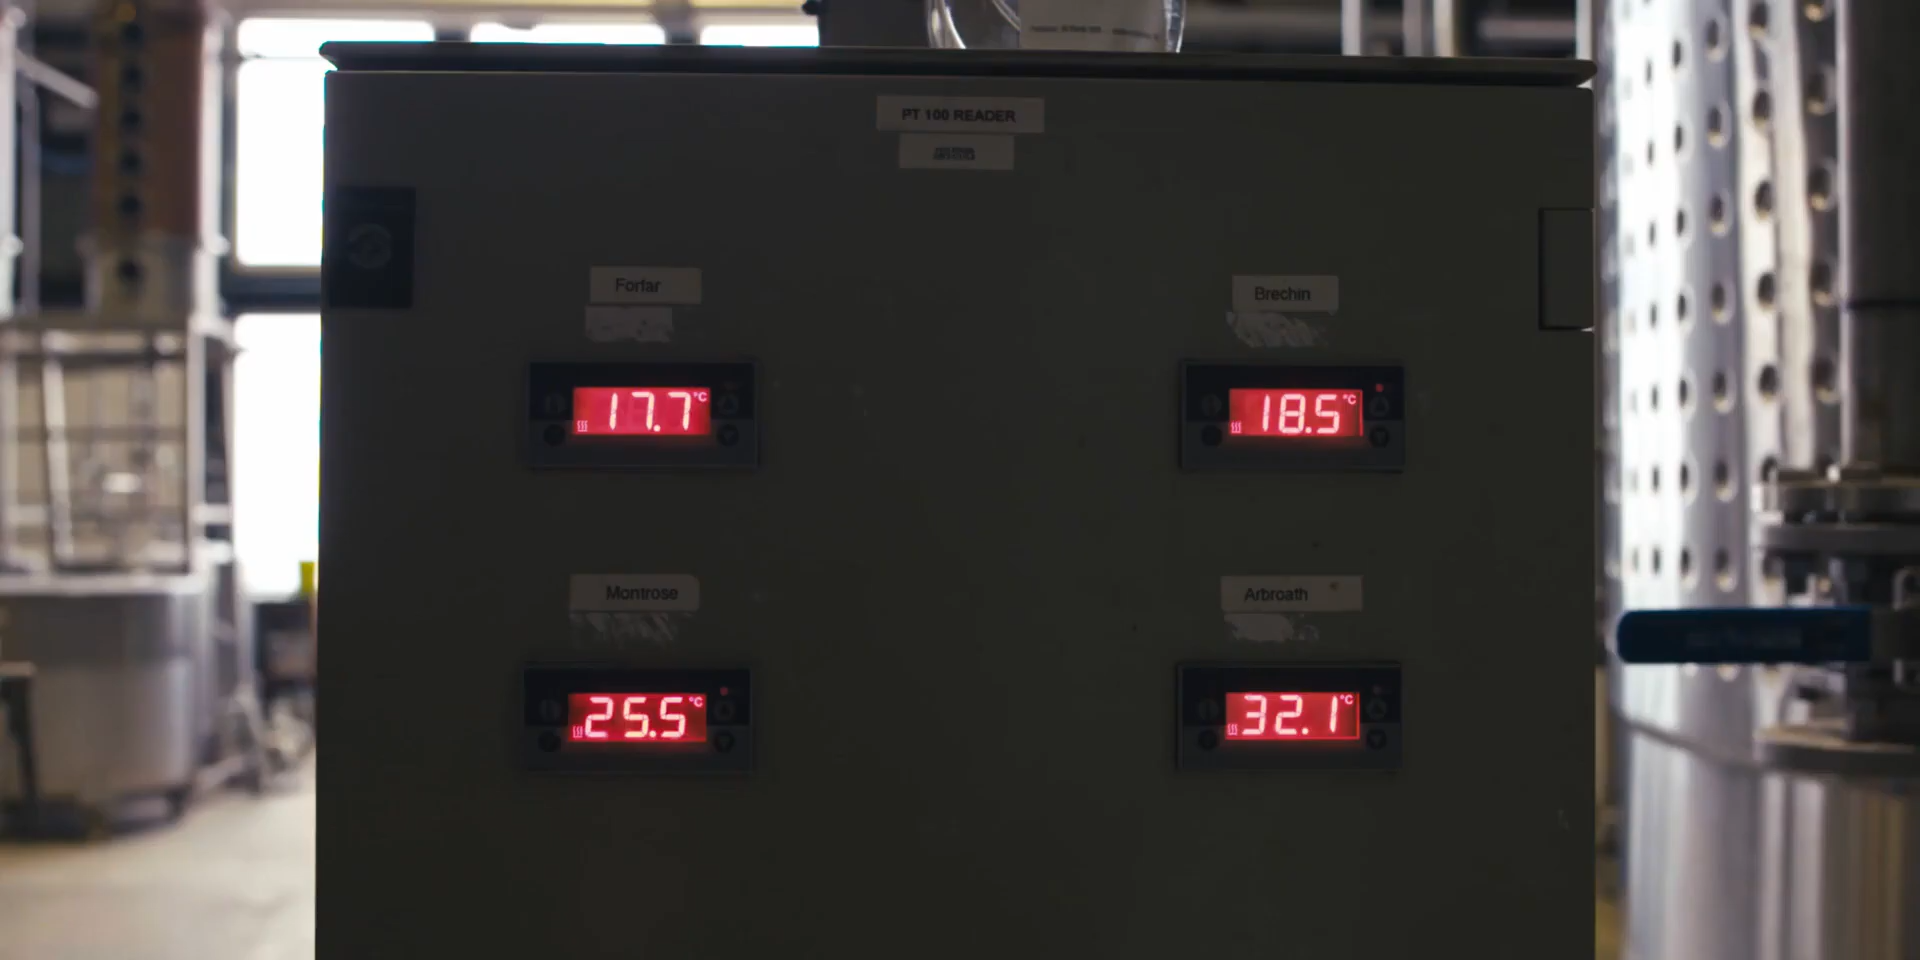 PT 100 READER
Forfar
Brechin
17.7 °C
18.5 °C
Montrose
Arbroath
25.5 °C
32.1 °C